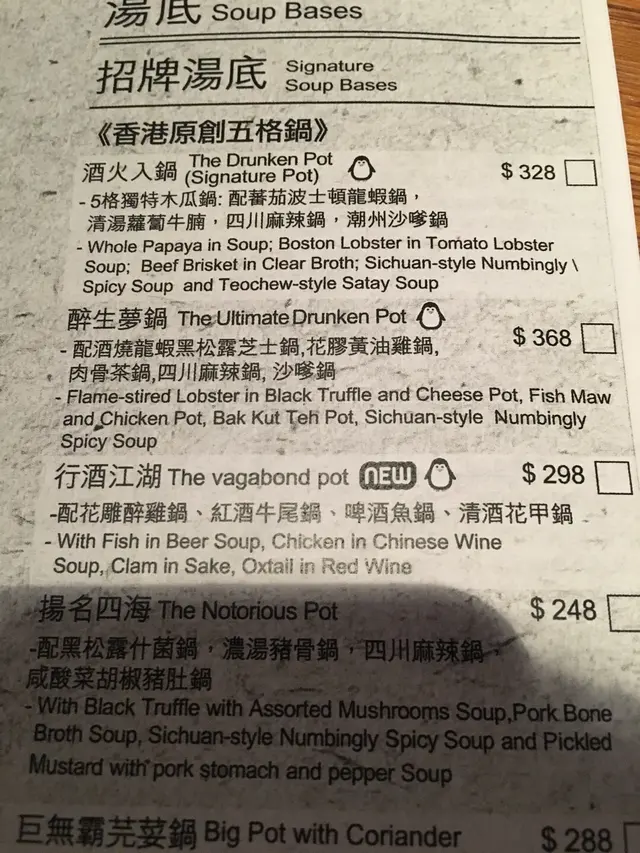 湯底 Soup Bases
招牌湯底 Signature Soup Bases
《香港原創五格鍋》
酒火入鍋 The Drunken Pot (Signature Pot) $ 328
- 5格獨特木瓜鍋: 配蕃茄波士頓龍蝦鍋，
清湯蘿蔔牛腩，四川麻辣鍋，潮州沙嗲鍋
- Whole Papaya in Soup; Boston Lobster in Tomato Lobster
Soup; Beef Brisket in Clear Broth; Sichuan-style Numbingly \
Spicy Soup and Teochew-style Satay Soup
醉生夢鍋 The Ultimate Drunken Pot $ 368
- 配酒燒龍蝦黑松露芝士鍋,花膠黃油雞鍋,
肉骨茶鍋,四川麻辣鍋, 沙嗲鍋
- Flame-stired Lobster in Black Truffle and Cheese Pot, Fish Maw
and Chicken Pot, Bak Kut Teh Pot, Sichuan-style Numbingly
Spicy Soup
行酒江湖 The vagabond pot NEW $ 298
-配花雕醉雞鍋、紅酒牛尾鍋、啤酒魚鍋、清酒花甲鍋
- With Fish in Beer Soup, Chicken in Chinese Wine
Soup, Clam in Sake, Oxtail in Red Wine
揚名四海 The Notorious Pot $ 248
-配黑松露什菌鍋，濃湯豬骨鍋，四川麻辣鍋，
咸酸菜胡椒豬肚鍋
- With Black Truffle with Assorted Mushrooms Soup,Pork Bone
Broth Soup, Sichuan-style Numbingly Spicy Soup and Pickled
Mustard with pork stomach and pepper Soup
巨無霸芫荽鍋 Big Pot with Coriander $ 288